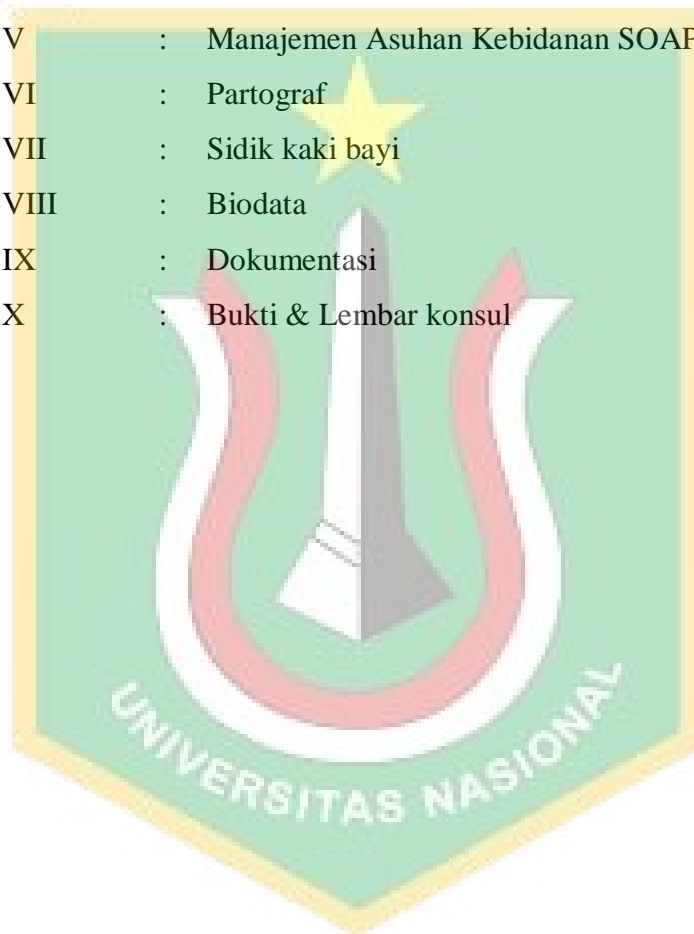 V : Manajemen Asuhan Kebidanan SOAP
VI : Partograf
VII : Sidik kaki bayi
VIII : Biodata
IX : Dokumentasi
X : Bukti & Lembar konsul
UNIVERSITAS NASIONAL